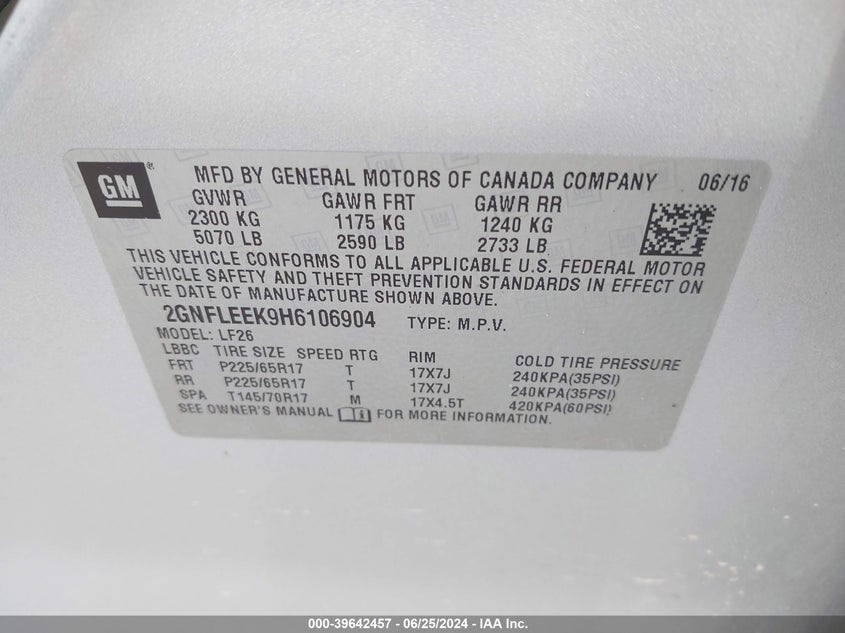 GM ® MFD BY GENERAL MOTORS OF CANADA COMPANY 06/16
GVWR GAWR FRT GAWR RR
2300 KG 1175 KG 1240 KG
5070 LB 2590 LB 2733 LB
THIS VEHICLE CONFORMS TO ALL APPLICABLE U.S. FEDERAL MOTOR
VEHICLE SAFETY AND THEFT PREVENTION STANDARDS IN EFFECT ON
THE DATE OF MANUFACTURE SHOWN ABOVE.
2GNFLEEK9H6106904 TYPE: M.P.V.
MODEL: LF26
LBBC TIRE SIZE SPEED RTG RIM COLD TIRE PRESSURE
FRT P225/65R17 T 17X7J 240KPA(35PSI)
RR P225/65R17 T 17X7J 240KPA(35PSI)
SPA T145/70R17 M 17X4.5T 420KPA(60PSI)
SEE OWNER'S MANUAL FOR MORE INFORMATION.
000-39642457 - 06/25/2024 - IAA Inc.